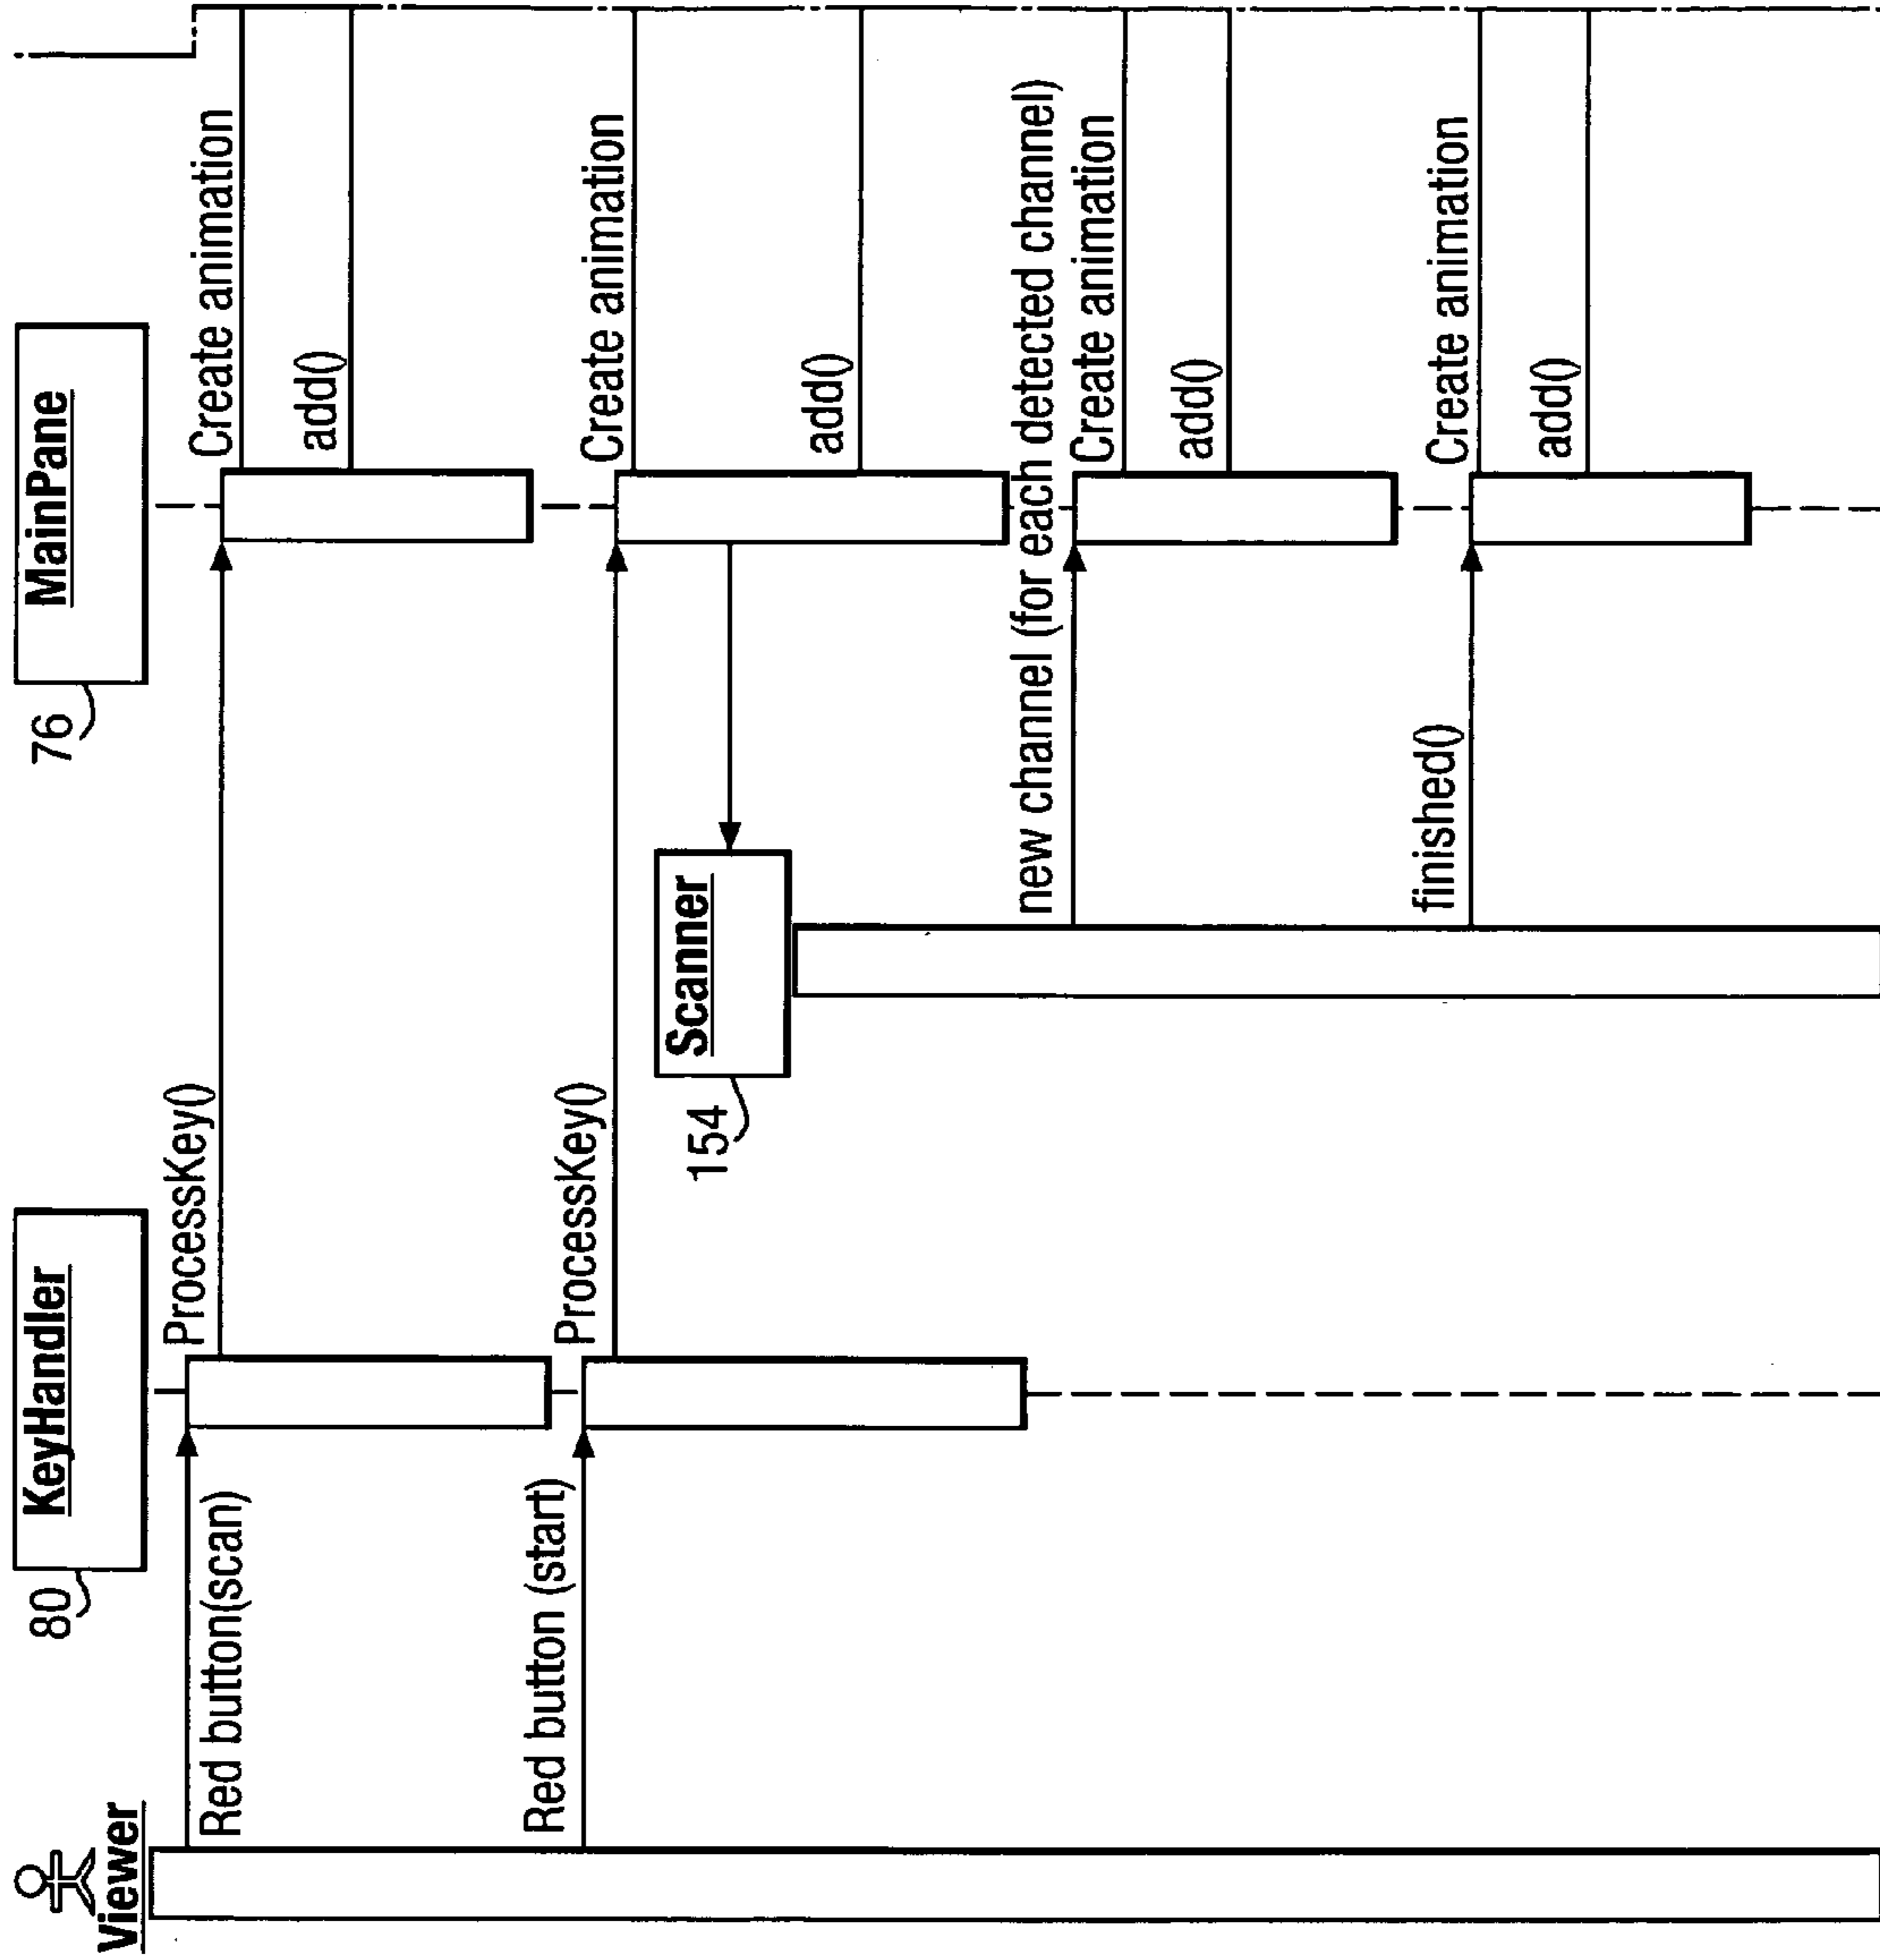 Viewer
80
KeyHandler
76
MainPane
Red button(scan)
ProcessKey()
Create animation
add()
Red button (start)
ProcessKey()
Create animation
154
Scanner
add()
new channel (for each detected channel)
Create animation
add()
finished()
Create animation
add()